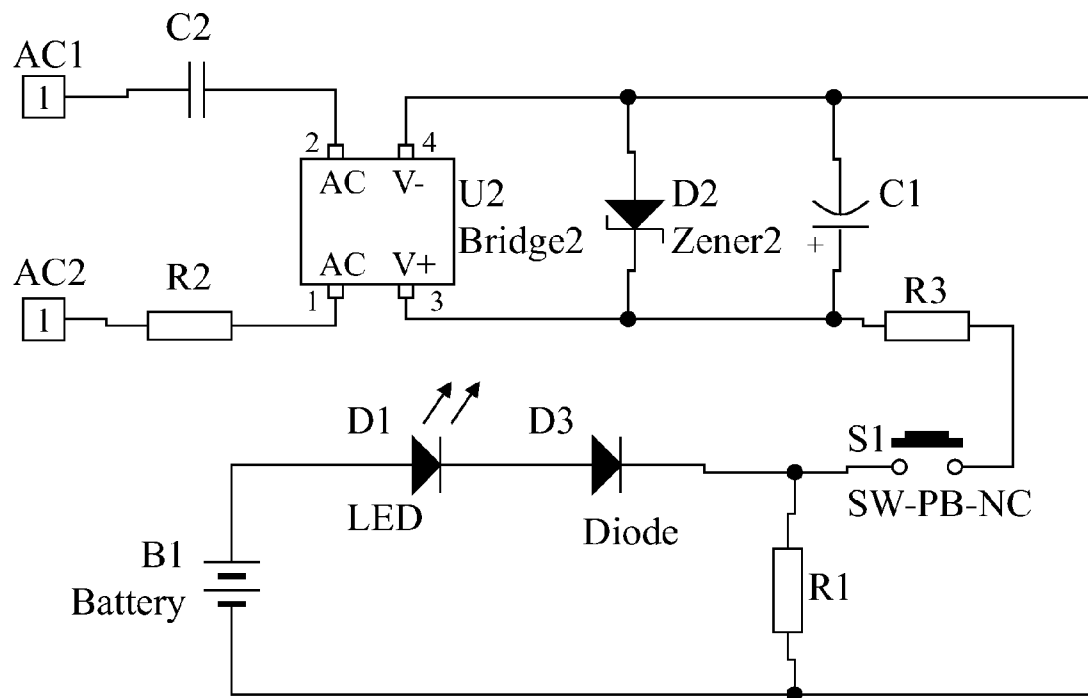 C2
AC1
1
2
4
AC V-
U2
Bridge2
D2
Zener2
C1
+
AC2
1
R2
AC V+
1
3
R3
D1
LED
D3
Diode
S1
SW-PB-NC
B1
Battery
R1